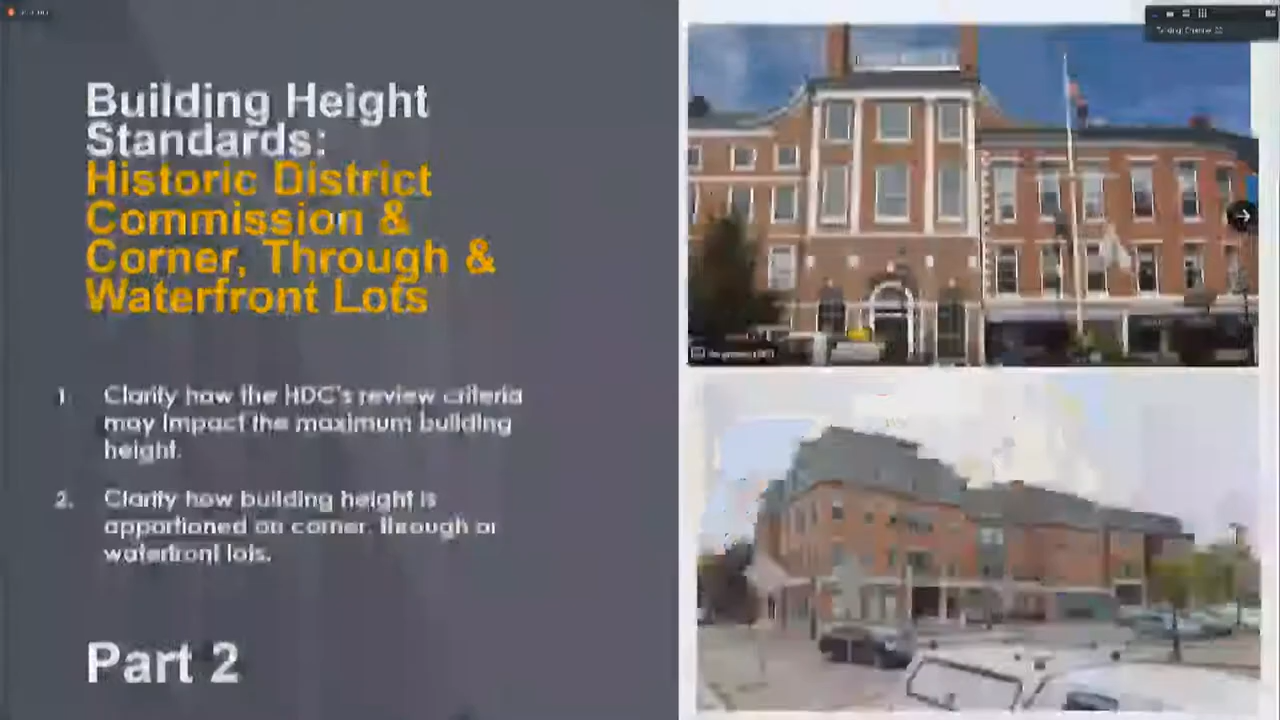 Building Height
Standards:
Historic District
Commission &
Corner, Through &
Waterfront Lots
1. Clarify how the HDC's review criteria
may impact the maximum building
height.
2. Clarify how building height is
apportioned on corner, through or
waterfront lots.
Part 2